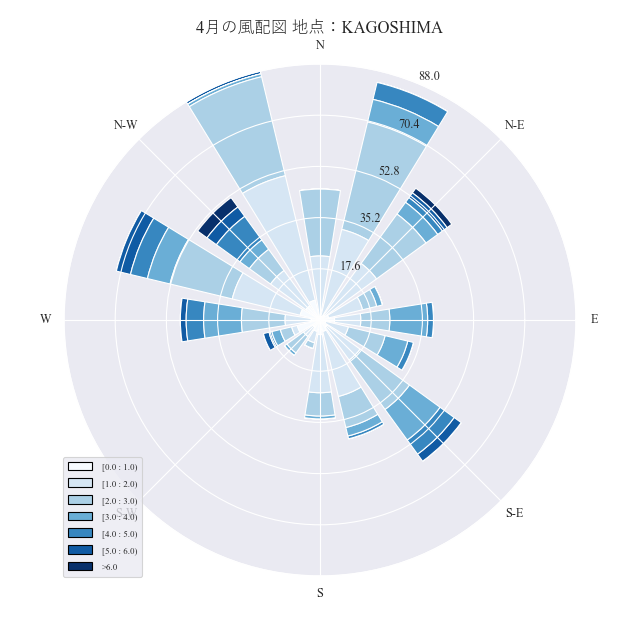 4月の風配図 地点：KAGOSHIMA
N
88.0
N-W
70.4
N-E
52.8
35.2
17.6
W
E
[0.0 : 1.0)
[1.0 : 2.0)
[2.0 : 3.0)
[3.0 : 4.0)
[4.0 : 5.0)
[5.0 : 6.0)
>6.0
S-W
S-E
S